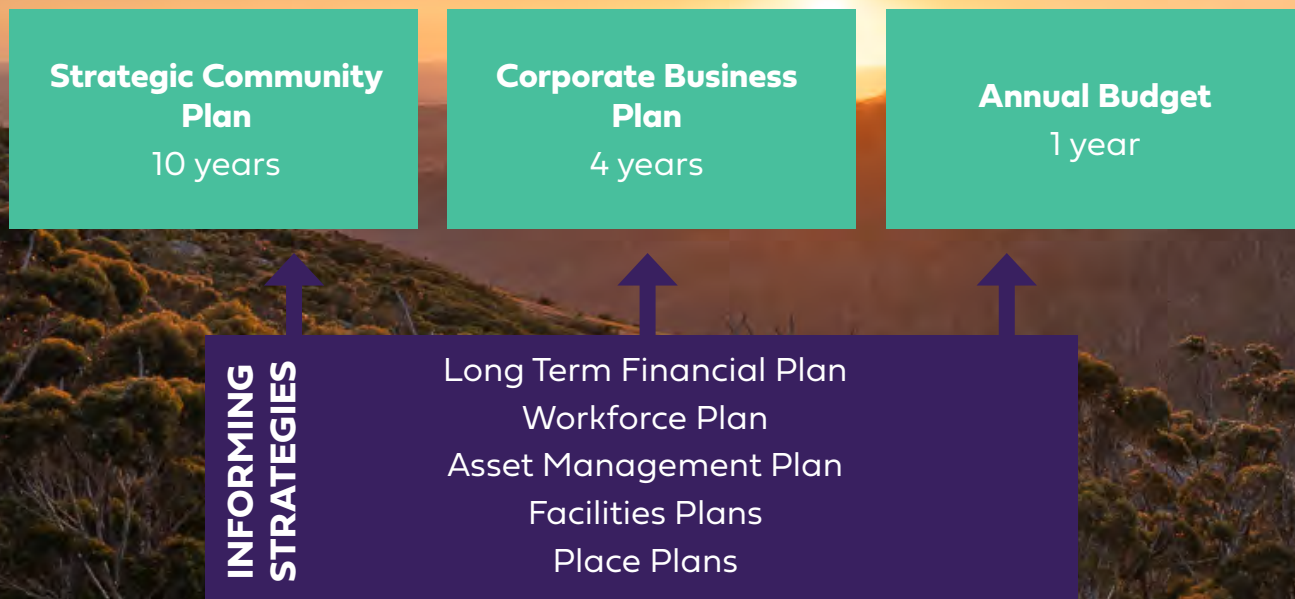 Strategic Community
Plan
10 years
Corporate Business
Plan
4 years
Annual Budget
1 year
INFORMING
STRATEGIES
Long Term Financial Plan
Workforce Plan
Asset Management Plan
Facilities Plans
Place Plans